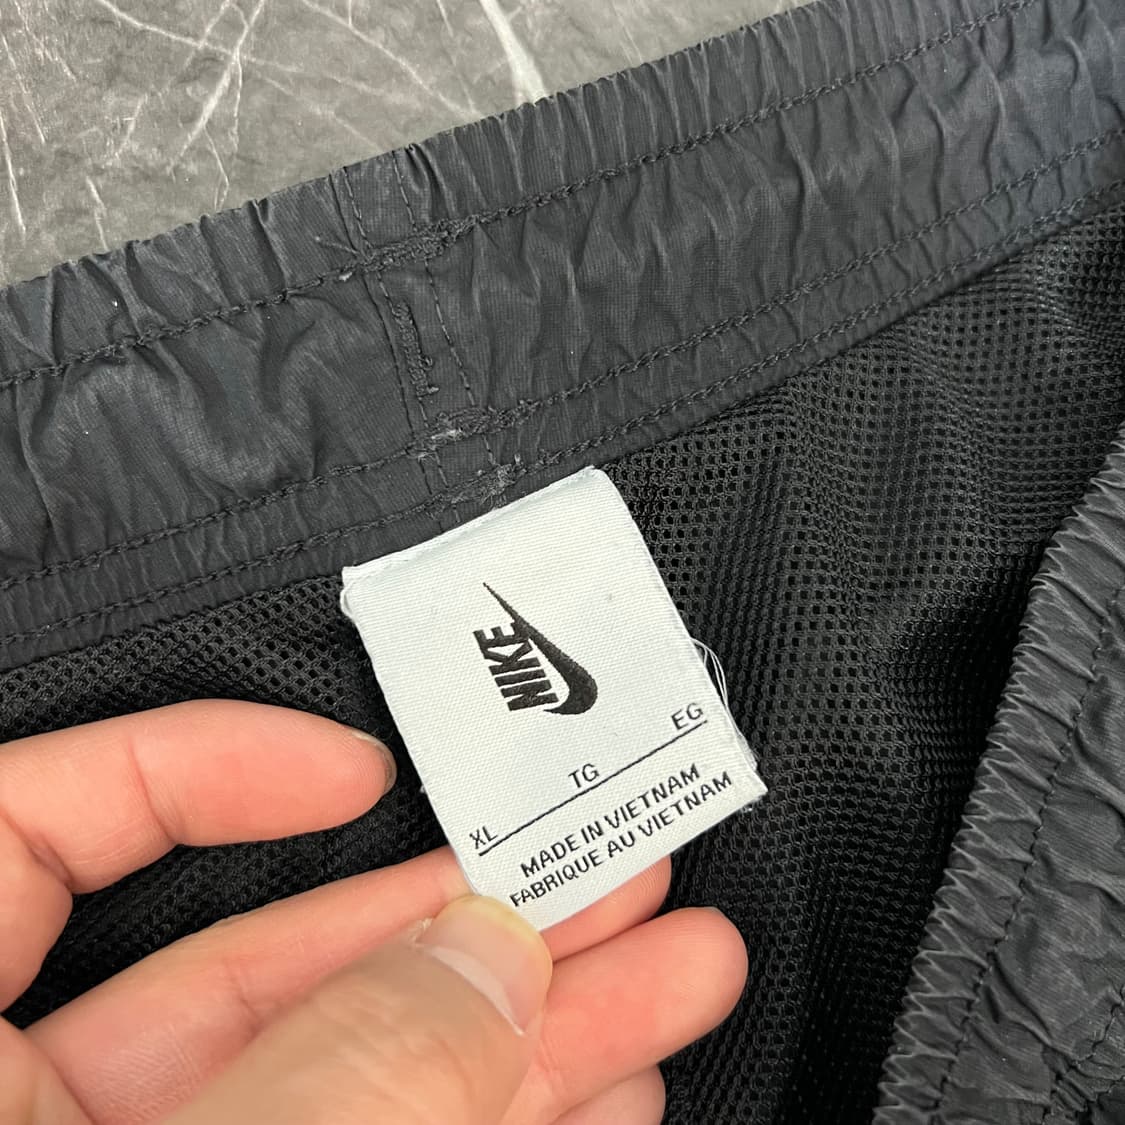 NIKE
XL TG EG
MADE IN VIETNAM
FABRIQUE AU VIETNAM